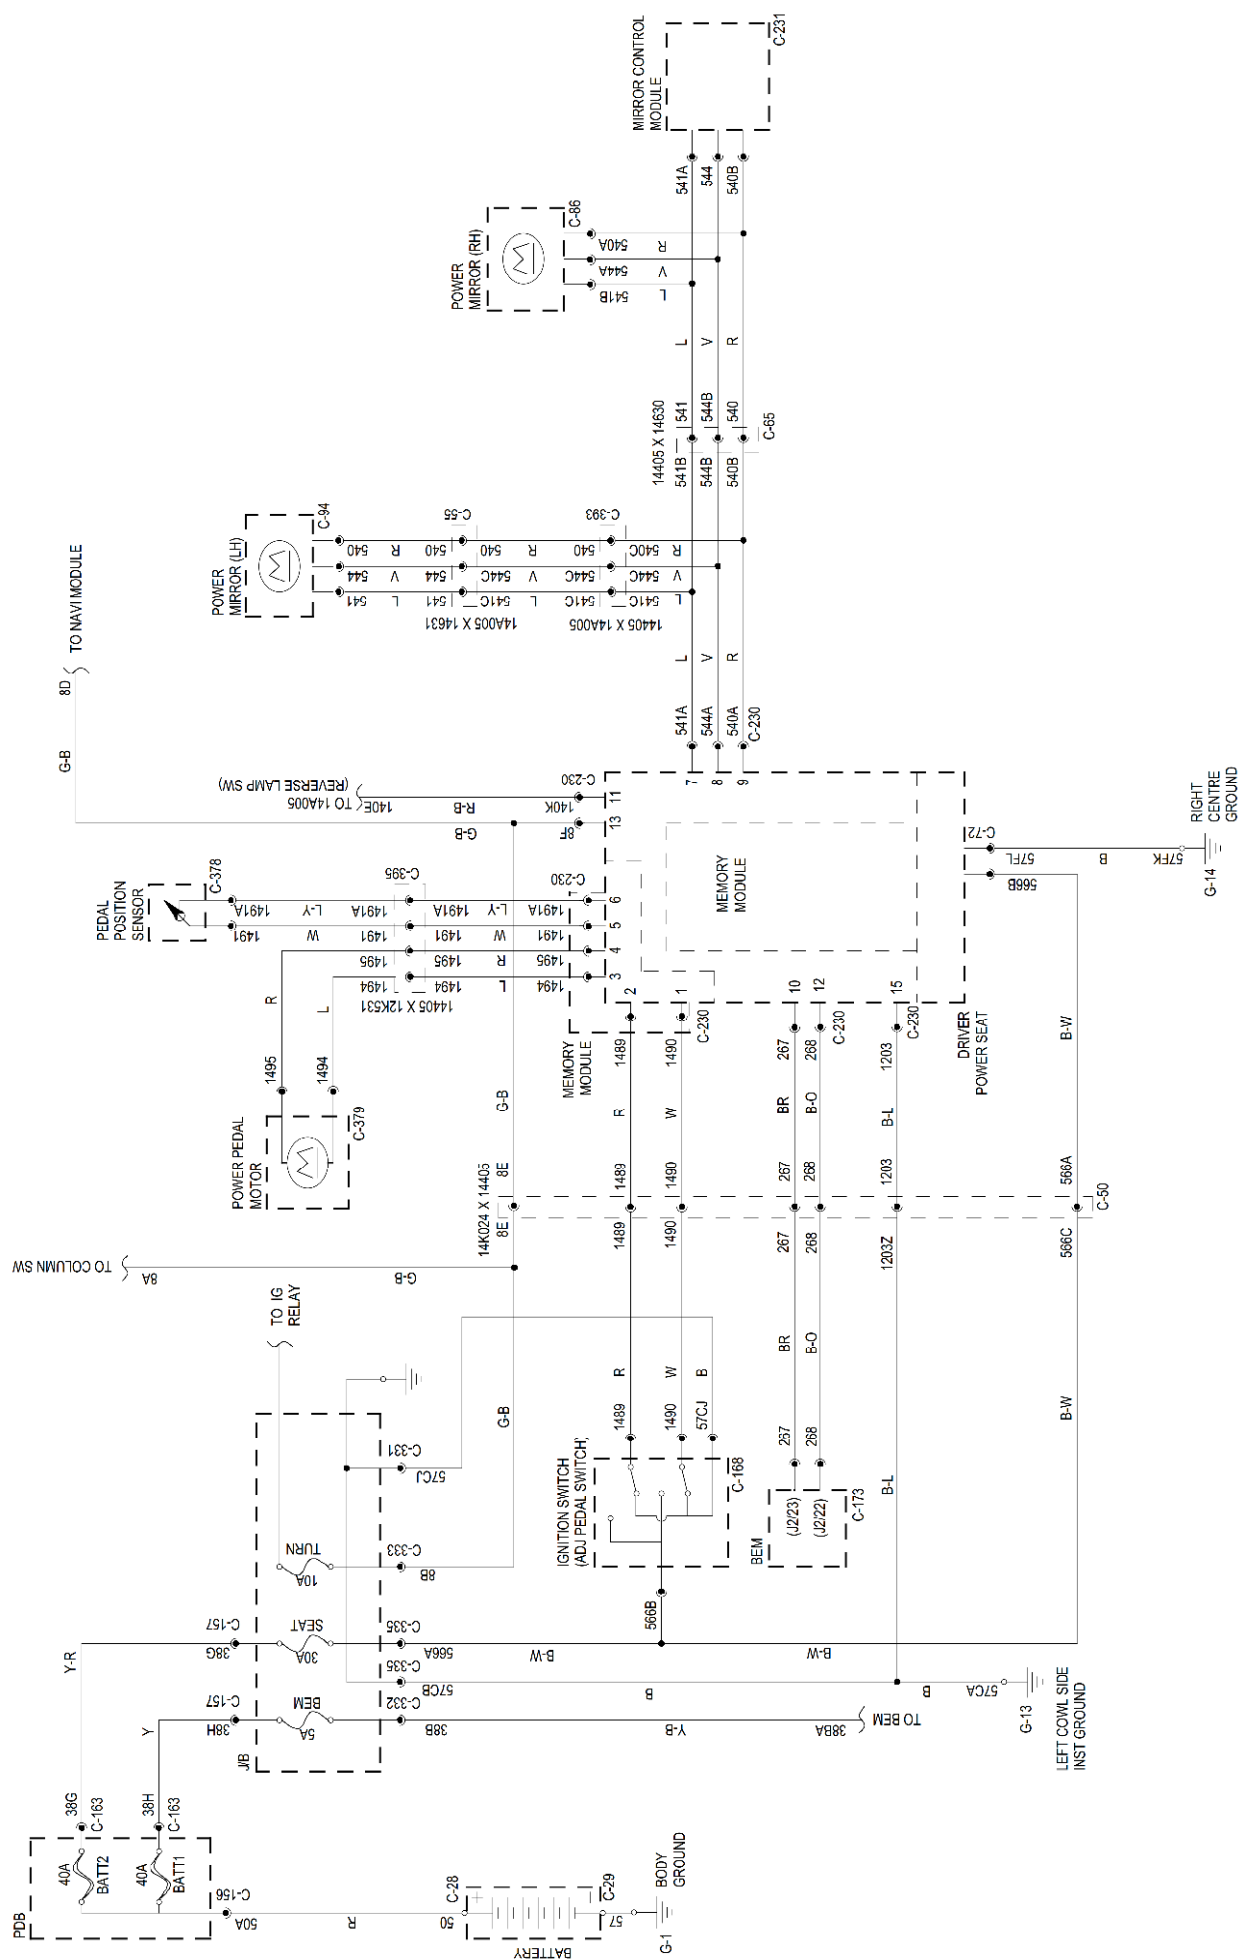 PDB
40A
BATT2
40A
BATT1
38G
C-163
38H
C-163
C-156
50A
R
50
C-28
+
-
BATTERY
C-29
57
G-1
BODY
GROUND
Y-R
Y
J/B
C-157
38G
C-157
38H
SEAT
30A
BEM
5A
TURN
10A
TO IG
RELAY
C-335
566A
C-335
57CB
C-332
38B
C-333
8B
C-331
57CJ
B-W
B-W
B
B
Y-B
38BA
TO BEM
57CA
G-13
LEFT COWL SIDE
INST GROUND
TO COLUMN SW
8A
G-B
G-B
566B
IGNITION SWITCH
(ADJ PEDAL SWITCH)
C-168
1489
1490
57CJ
R
W
B
BEM
(J2/23)
(J2/22)
C-173
267
268
BR
B-O
B-L
B-W
14K024 X 14405
8E
8E
1489
1489
1490
1490
267
267
268
268
1203Z
1203
566C
566A
C-50
G-B
R
W
BR
B-O
B-L
B-W
POWER PEDAL
MOTOR
C-379
1495
1494
R
L
MEMORY
MODULE
1489
1490
C-230
267
268
C-230
1203
C-230
DRIVER
POWER SEAT
2
1
10
12
15
PEDAL
POSITION
SENSOR
C-378
1491A
1491
L-Y
W
1491A
1491
1495
1494
C-395
14405 X 12K531
1491A
1491
1495
1494
L-Y
W
R
L
1491A
1491
1495
1494
C-230
6
5
4
3
13
11
MEMORY
MODULE
8F
G-B
140K
C-230
R-B
140E
TO 14A005
(REVERSE LAMP SW)
G-B
8D
TO NAVI MODULE
C-72
57FL
566B
B
57FK
G-14
RIGHT
CENTRE
GROUND
7
8
9
541A
544A
540A
C-230
L
V
R
POWER
MIRROR (LH)
C-94
540
544
541
R
V
L
540
544
541
C-55
14A005 X 14631
540
544C
541C
R
V
L
540
544C
541C
C-393
14405 X 14A005
540C
544C
541C
R
V
L
14405 X 14630
541B
541
544B
544B
540B
540
C-65
L
V
R
POWER
MIRROR (RH)
C-86
540A
544A
541B
R
V
L
541A
544
540B
MIRROR CONTROL
MODULE
C-231